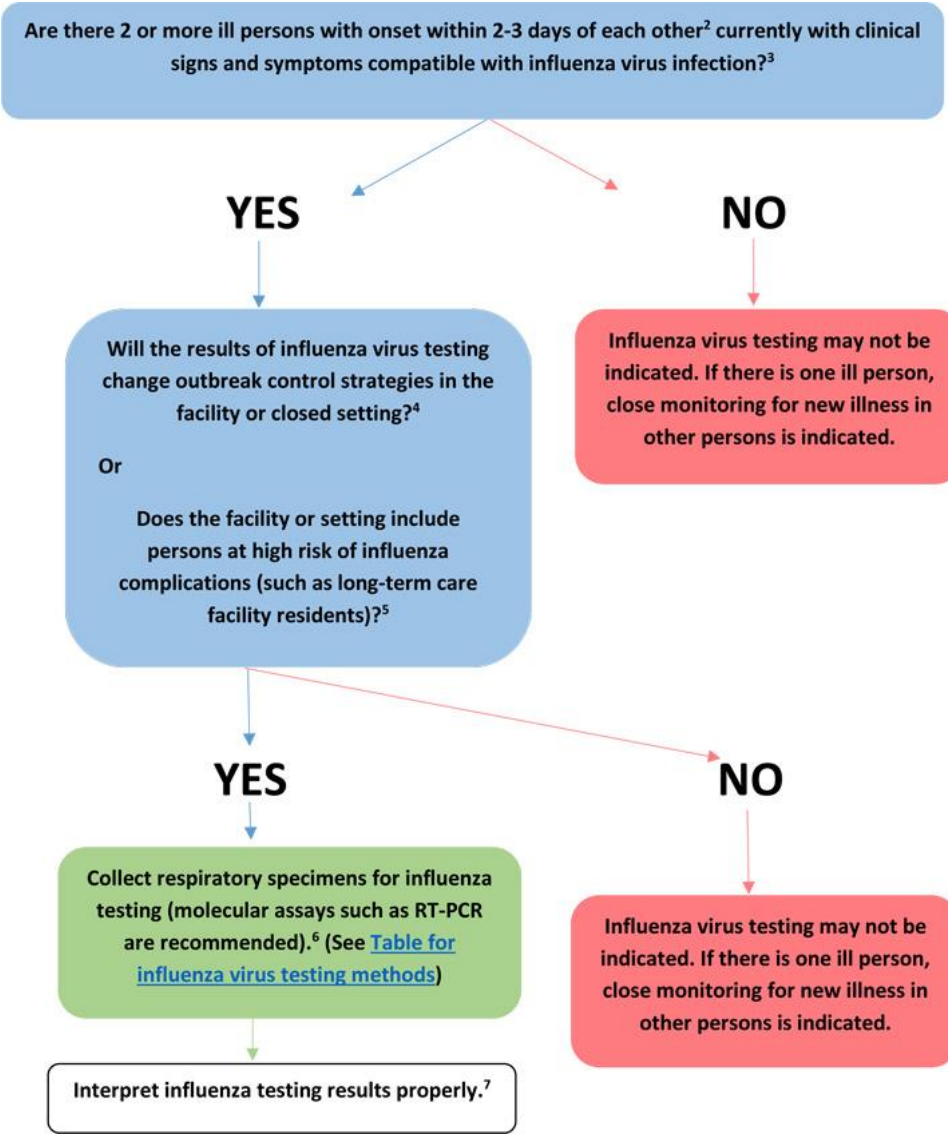 Are there 2 or more ill persons with onset within 2-3 days of each other² currently with clinical
signs and symptoms compatible with influenza virus infection?³
YES
NO
Will the results of influenza virus testing
change outbreak control strategies in the
facility or closed setting?⁴
Or
Does the facility or setting include
persons at high risk of influenza
complications (such as long-term care
facility residents)?⁵
Influenza virus testing may not be
indicated. If there is one ill person,
close monitoring for new illness in
other persons is indicated.
YES
NO
Collect respiratory specimens for influenza
testing (molecular assays such as RT-PCR
are recommended).⁶ (See Table for
influenza virus testing methods)
Influenza virus testing may not be
indicated. If there is one ill person,
close monitoring for new illness in
other persons is indicated.
Interpret influenza testing results properly.⁷